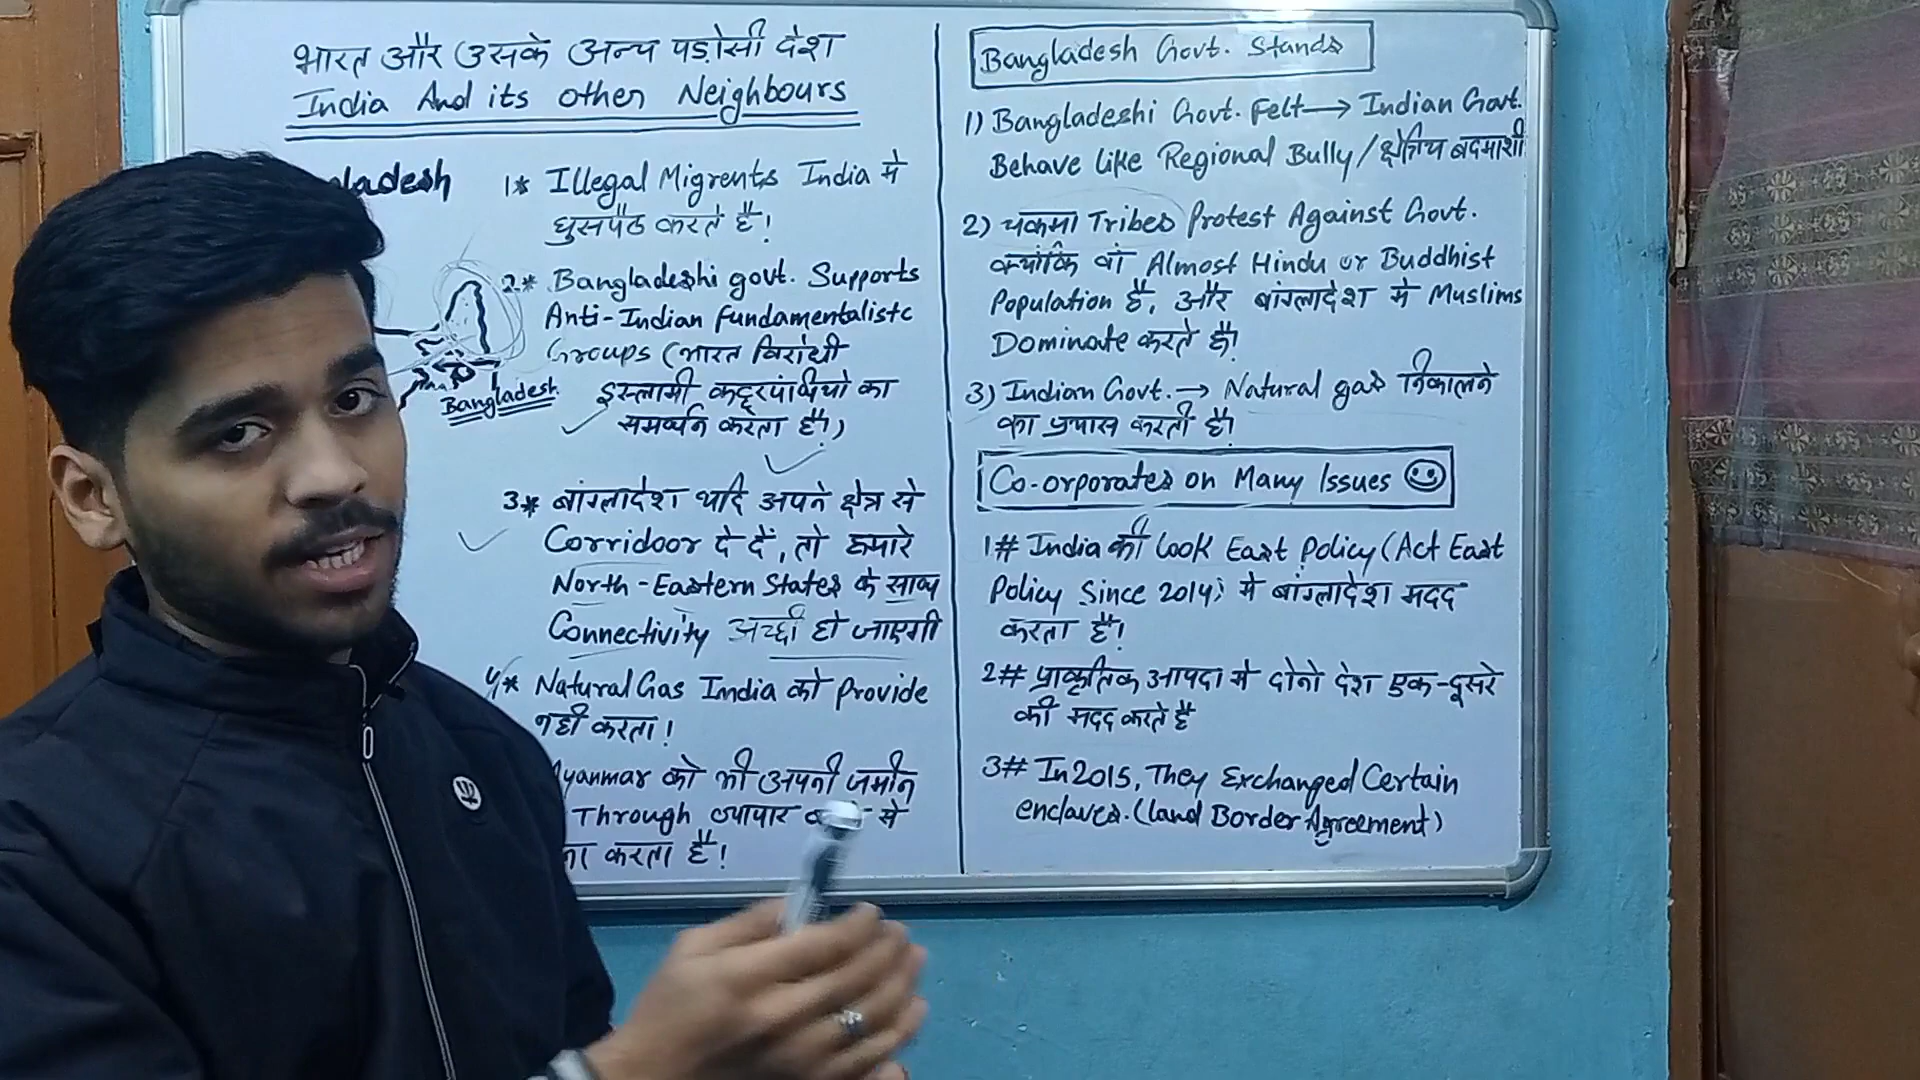 भारत और उसके अन्य पड़ोसी देश
India And its other Neighbours
ladesh
1* Illegal Migrents India मे
घुसपैठ करते है!
2* Bangladeshi govt. Supports
Anti-Indian fundamentalistc
Groups (भारत विरोधी
इस्लामी कट्टरपंथियो का
समर्थन करता है!)
Bangladesh
3* बांग्लादेश यदि अपने क्षेत्र से
Corridoor दे दें, तो हमारे
North-Eastern States के साथ
Connectivity अच्छी हो जाएगी
4* Natural Gas India को Provide
नही करता!
yanmar को भी अपनी जमीन
Through व्यापार से
करता है!
Bangladesh Govt. Stands
1) Bangladeshi Govt. Felt → Indian Govt.
Behave like Regional Bully/क्षेत्रिय बदमाशी
2) चकमा Tribes Protest Against Govt.
क्योंकि वो Almost Hindu or Buddhist
Population है, और बांग्लादेश मे Muslims
Dominate करते है!
3) Indian Govt. → Natural gas निकालने
का प्रयास करती है!
Co-orporates on Many Issues
1# India की look East Policy (Act East
Policy Since 2014) मे बांग्लादेश मदद
करता है!
2# प्राकृतिक आपदा मे दोनो देश एक-दूसरे
की मदद करते है
3# In 2015, They Exchanged Certain
enclaves. (land Border Agreement)